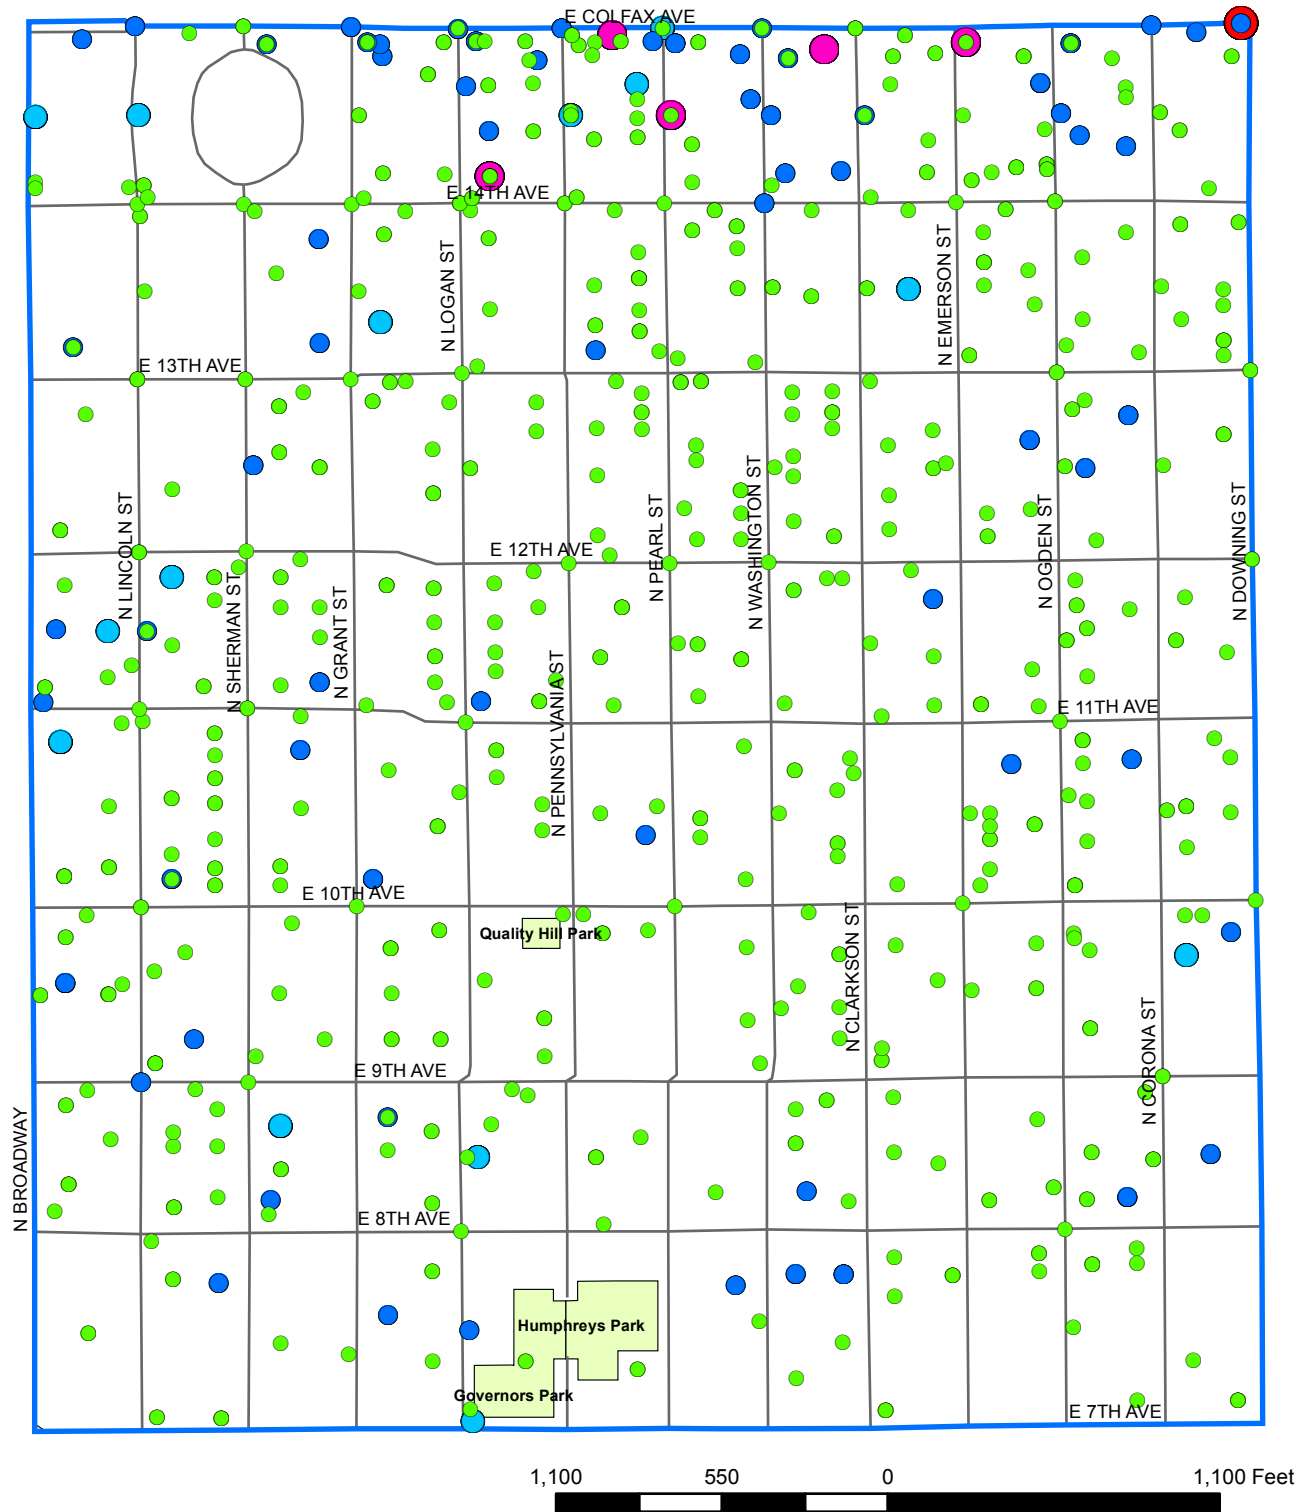 E COLFAX AVE
E 14TH AVE
N LOGAN ST
N EMERSON ST
E 13TH AVE
N LINCOLN ST
N PEARL ST
N WASHINGTON ST
N OGDEN ST
N DOWNING ST
E 12TH AVE
N SHERMAN ST
N GRANT ST
N PENNSYLVANIA ST
E 11TH AVE
E 10TH AVE
Quality Hill Park
N CLARKSON ST
N CORONA ST
E 9TH AVE
N BROADWAY
E 8TH AVE
Humphreys Park
Governors Park
E 7TH AVE
1,100 550 0 1,100 Feet